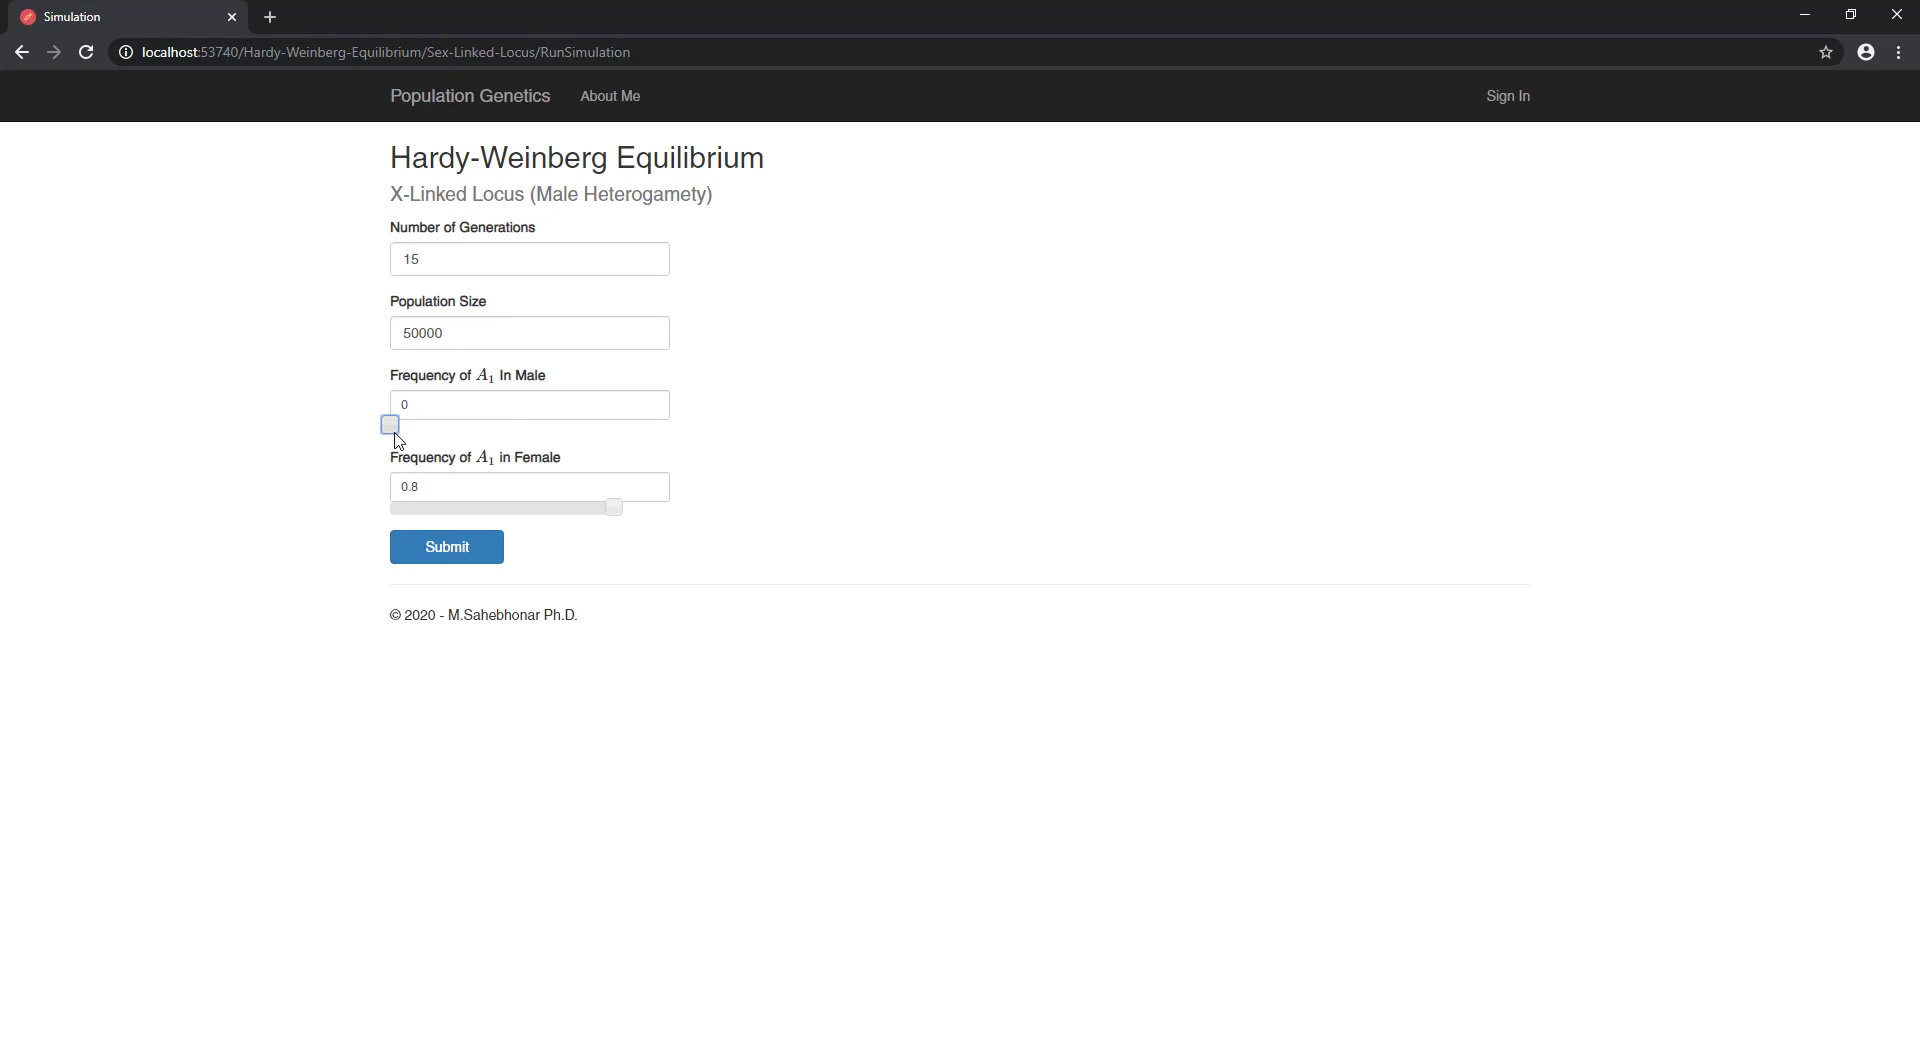 Simulation
localhost:53740/Hardy-Weinberg-Equilibrium/Sex-Linked-Locus/RunSimulation
Population Genetics About Me Sign In
Hardy-Weinberg Equilibrium
X-Linked Locus (Male Heterogamety)
Number of Generations
15
Population Size
50000
Frequency of A₁ In Male
0
Frequency of A₁ in Female
0.8
Submit
© 2020 - M.Sahebhonar Ph.D.